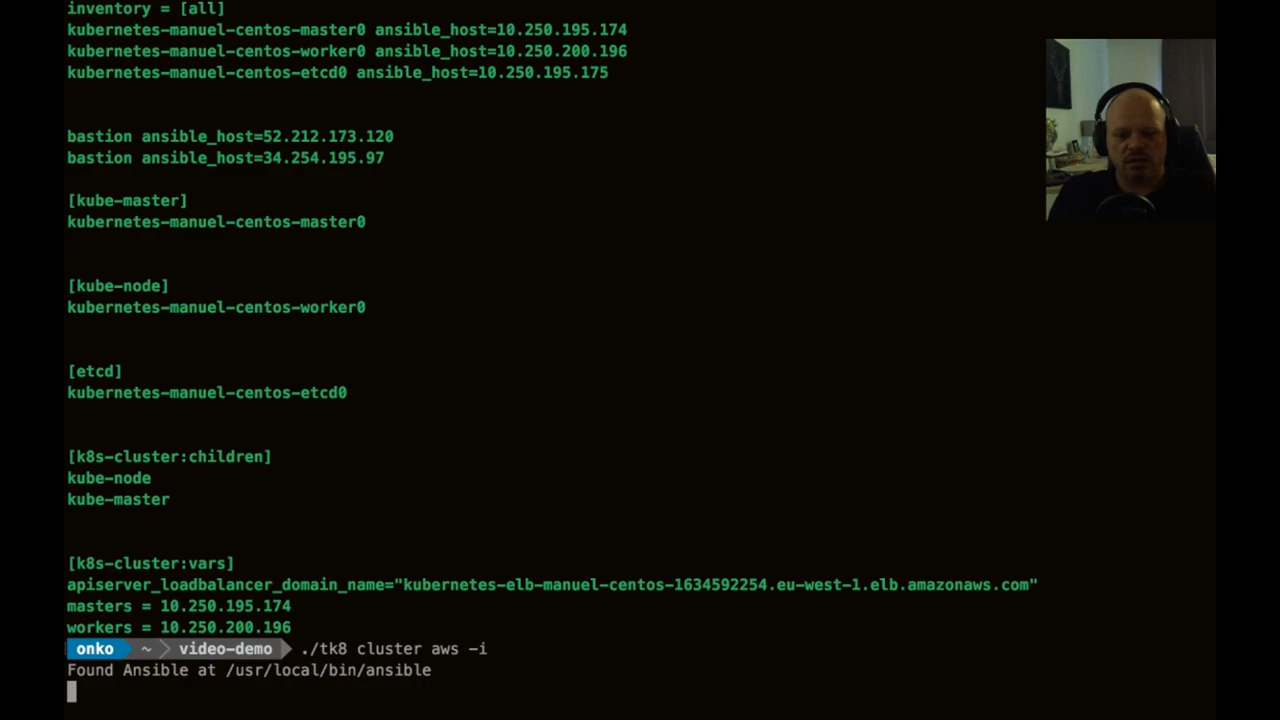 inventory = [all]
kubernetes-manuel-centos-master0 ansible_host=10.250.195.174
kubernetes-manuel-centos-worker0 ansible_host=10.250.200.196
kubernetes-manuel-centos-etcd0 ansible_host=10.250.195.175
bastion ansible_host=52.212.173.120
bastion ansible_host=34.254.195.97
[kube-master]
kubernetes-manuel-centos-master0
[kube-node]
kubernetes-manuel-centos-worker0
[etcd]
kubernetes-manuel-centos-etcd0
[k8s-cluster:children]
kube-node
kube-master
[k8s-cluster:vars]
apiserver_loadbalancer_domain_name="kubernetes-elb-manuel-centos-1634592254.eu-west-1.elb.amazonaws.com"
masters = 10.250.195.174
workers = 10.250.200.196
onko ~ video-demo ./tk8 cluster aws -i
Found Ansible at /usr/local/bin/ansible